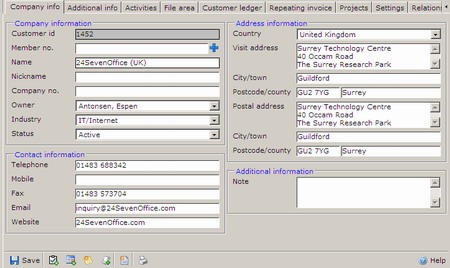 Company info Additional info Activities File area Customer ledger Repeating invoice Projects Settings Relation
Company information
Customer id 1452
Member no.
Name 24SevenOffice (UK)
Nickname
Company no.
Owner Antonsen, Espen
Industry IT/Internet
Status Active
Contact information
Telephone 01483 688342
Mobile
Fax 01483 573704
Email inquiry@24SevenOffice.com
Website 24SevenOffice.com
Address information
Country United Kingdom
Visit address Surrey Technology Centre
40 Occam Road
The Surrey Research Park
City/town Guildford
Postcode/county GU2 7YG Surrey
Postal address Surrey Technology Centre
40 Occam Road
The Surrey Research Park
City/town Guildford
Postcode/county GU2 7YG Surrey
Additional information
Note
Save Help